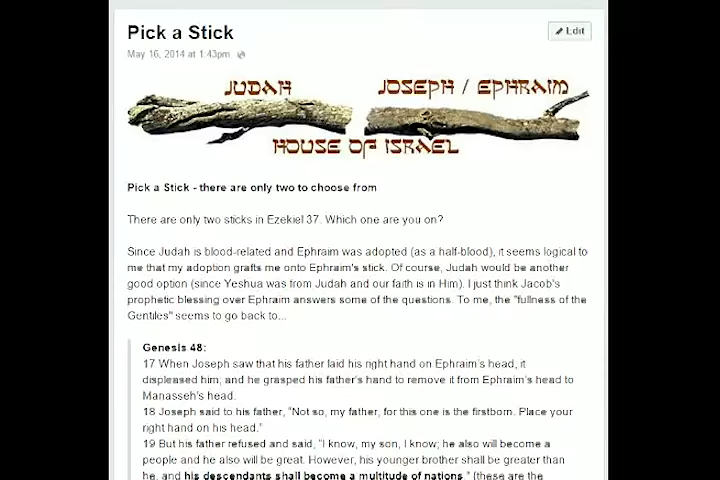 Pick a Stick
Edit
May 16, 2014 at 1:43pm
JUDAH
JOSEPH / EPHRAIM
HOUSE OF ISRAEL
Pick a Stick - there are only two to choose from
There are only two sticks in Ezekiel 37. Which one are you on?
Since Judah is blood-related and Ephraim was adopted (as a half-blood), it seems logical to
me that my adoption grafts me onto Ephraim's stick. Of course, Judah would be another
good option (since Yeshua was from Judah and our faith is in Him). I just think Jacob's
prophetic blessing over Ephraim answers some of the questions. To me, the "fullness of the
Gentiles" seems to go back to...
Genesis 48:
17 When Joseph saw that his father laid his right hand on Ephraim's head, it
displeased him; and he grasped his father's hand to remove it from Ephraim's head to
Manasseh's head.
18 Joseph said to his father, "Not so, my father, for this one is the firstborn. Place your
right hand on his head."
19 But his father refused and said, "I know, my son, I know; he also will become a
people and he also will be great. However, his younger brother shall be greater than
he, and his descendants shall become a multitude of nations." (these are the